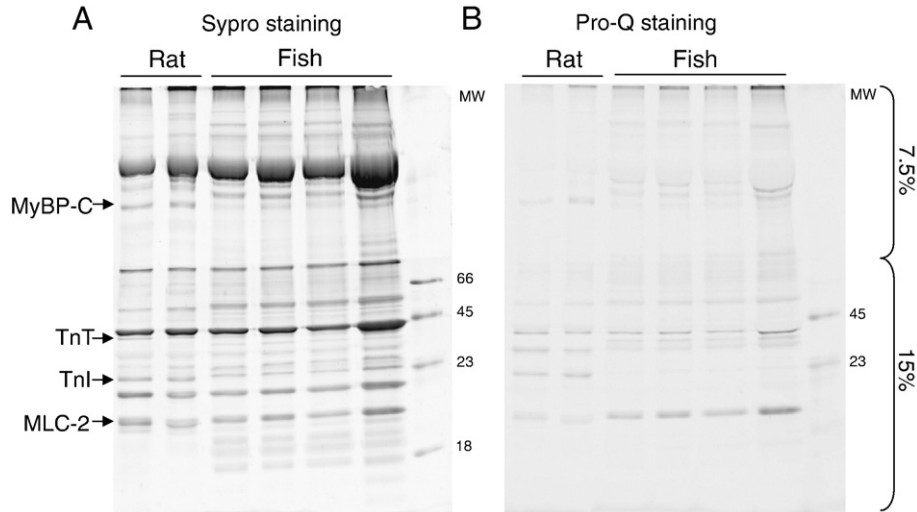 A
Sypro staining
Rat
Fish
MW
MyBP-C
66
45
TnT
23
TnI
MLC-2
18
B
Pro-Q staining
Rat
Fish
MW
7.5%
45
23
15%